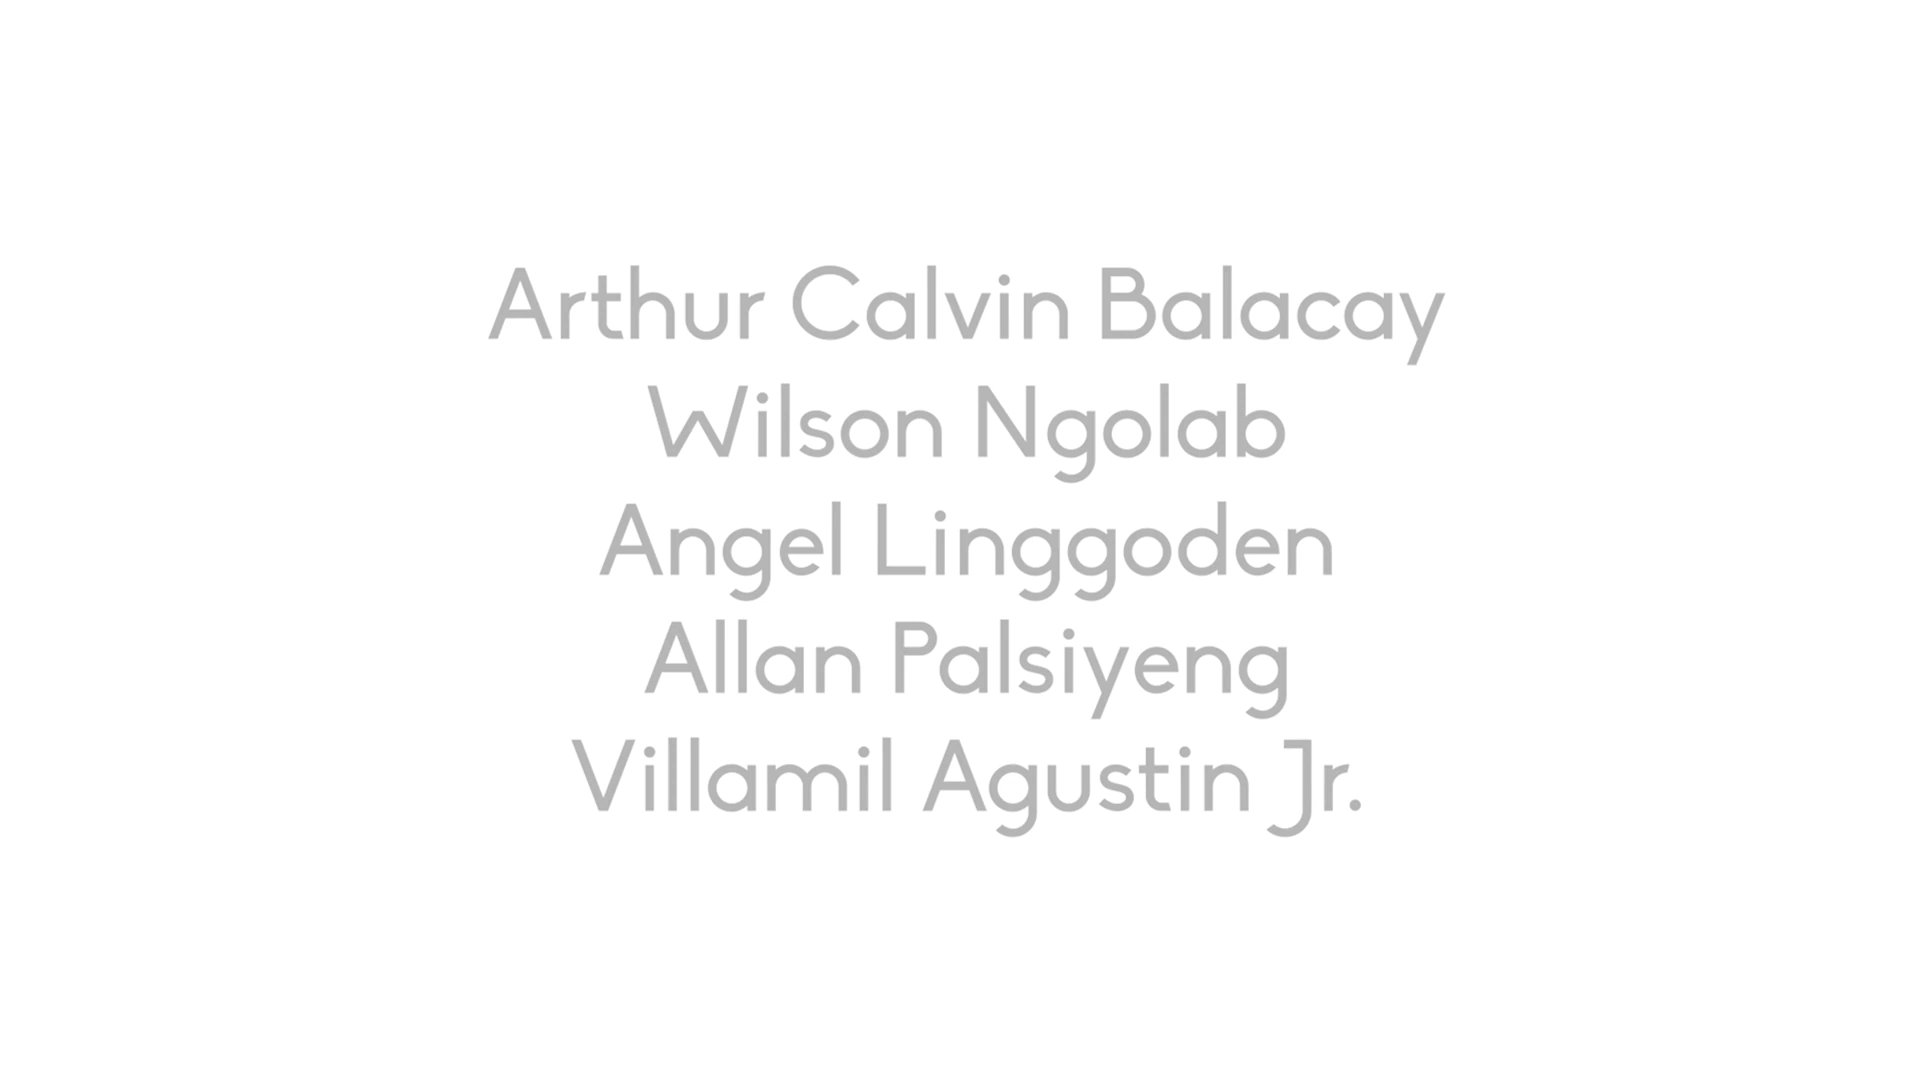 Arthur Calvin Balacay
Wilson Ngolab
Angel Linggoden
Allan Palsiyeng
Villamil Agustin Jr.